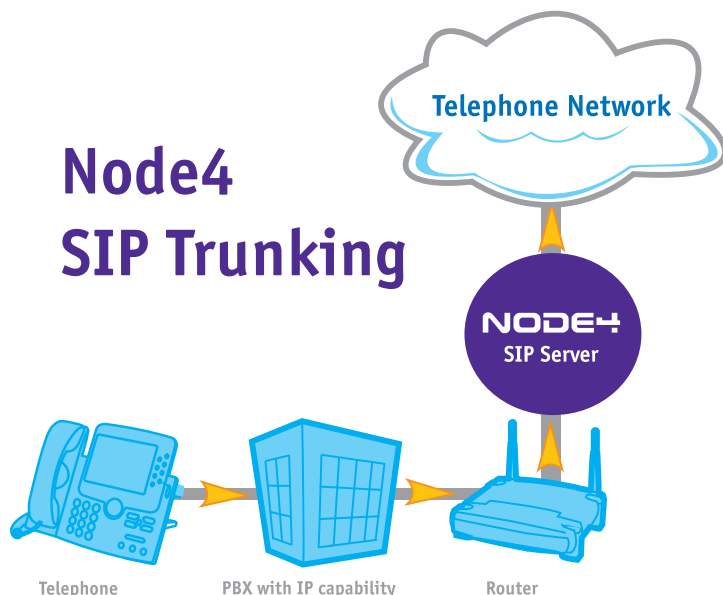 Telephone Network
Node4
SIP Trunking
NODE4
SIP Server
Telephone
PBX with IP capability
Router